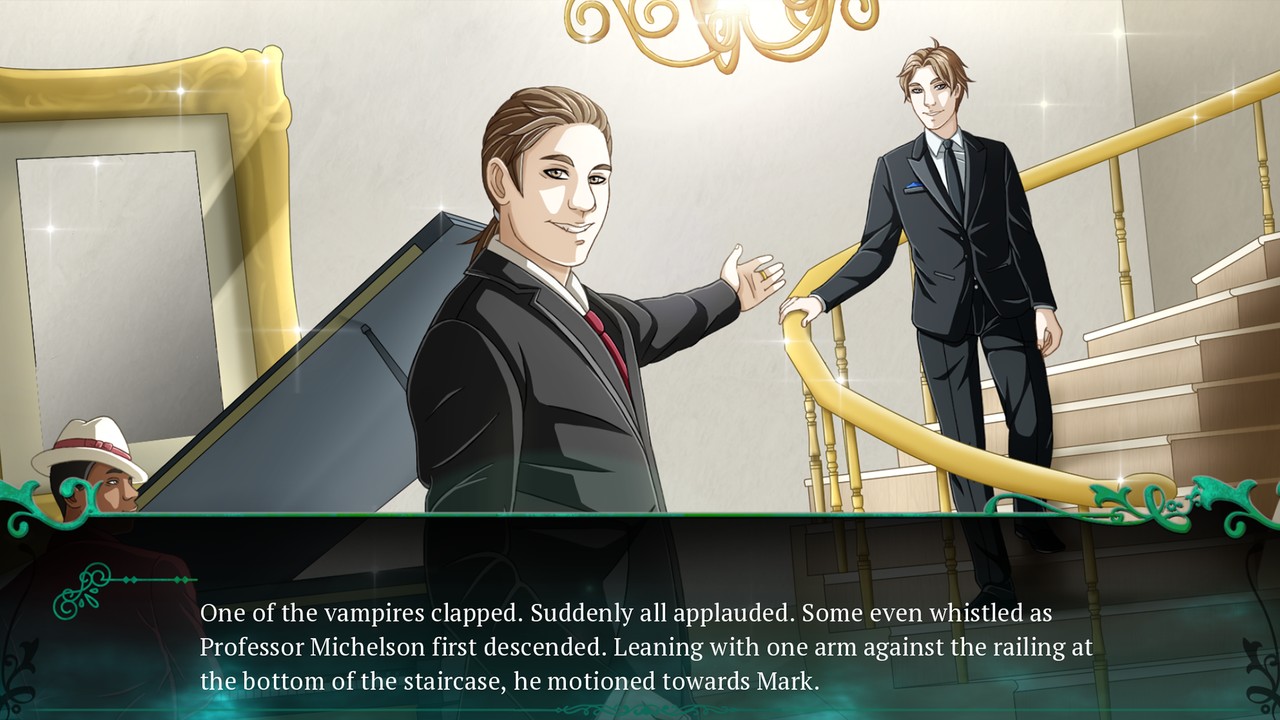 One of the vampires clapped. Suddenly all applauded. Some even whistled as
Professor Michelson first descended. Leaning with one arm against the railing at
the bottom of the staircase, he motioned towards Mark.